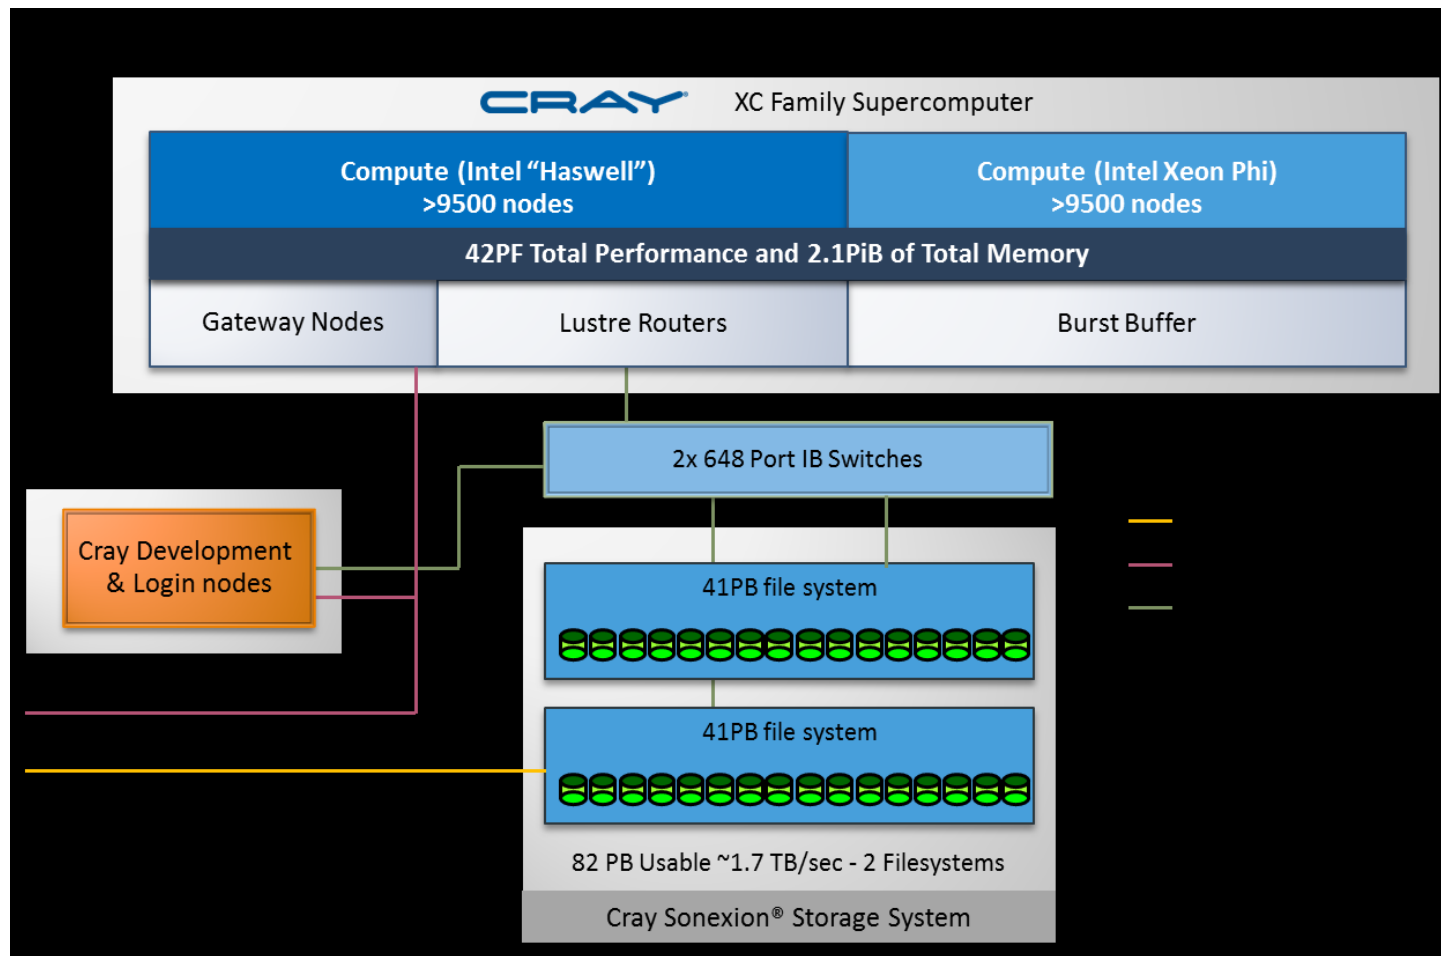 CRAY® XC Family Supercomputer
Compute (Intel “Haswell”)
>9500 nodes
Compute (Intel Xeon Phi)
>9500 nodes
42PF Total Performance and 2.1PiB of Total Memory
Gateway Nodes
Lustre Routers
Burst Buffer
2x 648 Port IB Switches
Cray Development
& Login nodes
41PB file system
41PB file system
82 PB Usable ~1.7 TB/sec - 2 Filesystems
Cray Sonexion® Storage System